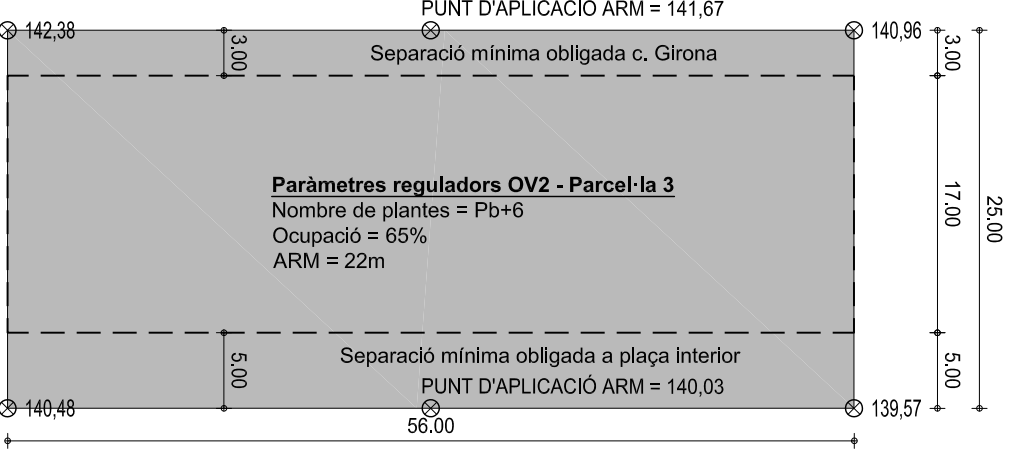 PUNT D'APLICACIÓ ARM = 141,67
142,38
140,96
3.00
Separació mínima obligada c. Girona
3.00
Paràmetres reguladors OV2 - Parcel·la 3
Nombre de plantes = Pb+6
Ocupació = 65%
ARM = 22m
17.00
25.00
5.00
Separació mínima obligada a plaça interior
5.00
PUNT D'APLICACIÓ ARM = 140,03
140,48
139,57
56.00